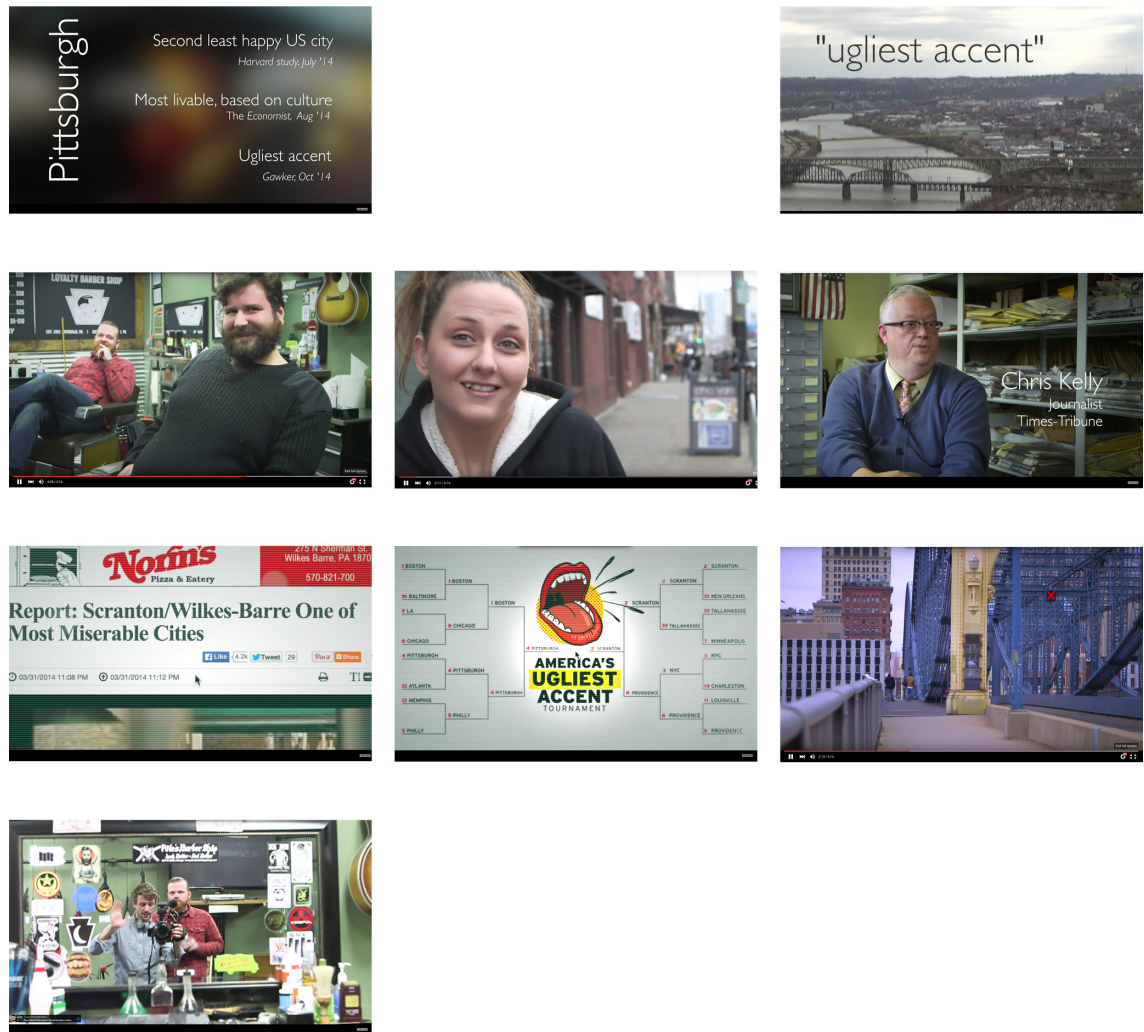 Pittsburgh
Second least happy US city
Harvard study, July '14
Most livable, based on culture
The Economist, Aug '14
Ugliest accent
Gawker, Oct '14
"ugliest accent"
LOYALTY BARBER SHOP
Chris Kelly
Journalist
Times-Tribune
Norm's
Pizza & Eatery
275 N Sherman St.
Wilkes Barre, PA 1870
570-821-700
Report: Scranton/Wilkes-Barre One of
Most Miserable Cities
Like 4.2k Tweet 29 Pin it Share
03/31/2014 11:08 PM 03/31/2014 11:12 PM
1 BOSTON
16 BALTIMORE
9 LA
8 CHICAGO
4 PITTSBURGH
13 ATLANTA
12 MEMPHIS
5 PHILLY
1 BOSTON
8 CHICAGO
4 PITTSBURGH
5 PHILLY
1 BOSTON
4 PITTSBURGH
4 PITTSBURGH
2 SCRANTON
AMERICA'S
UGLIEST
ACCENT
TOURNAMENT
2 SCRANTON
6 PROVIDENCE
2 SCRANTON
10 TALLAHASSEE
3 NYC
6 PROVIDENCE
2 SCRANTON
15 NEW ORLEANS
10 TALLAHASSEE
7 MINNEAPOLIS
3 NYC
14 CHARLESTON
11 LOUISVILLE
6 PROVIDENCE
Pete's Barber Shop